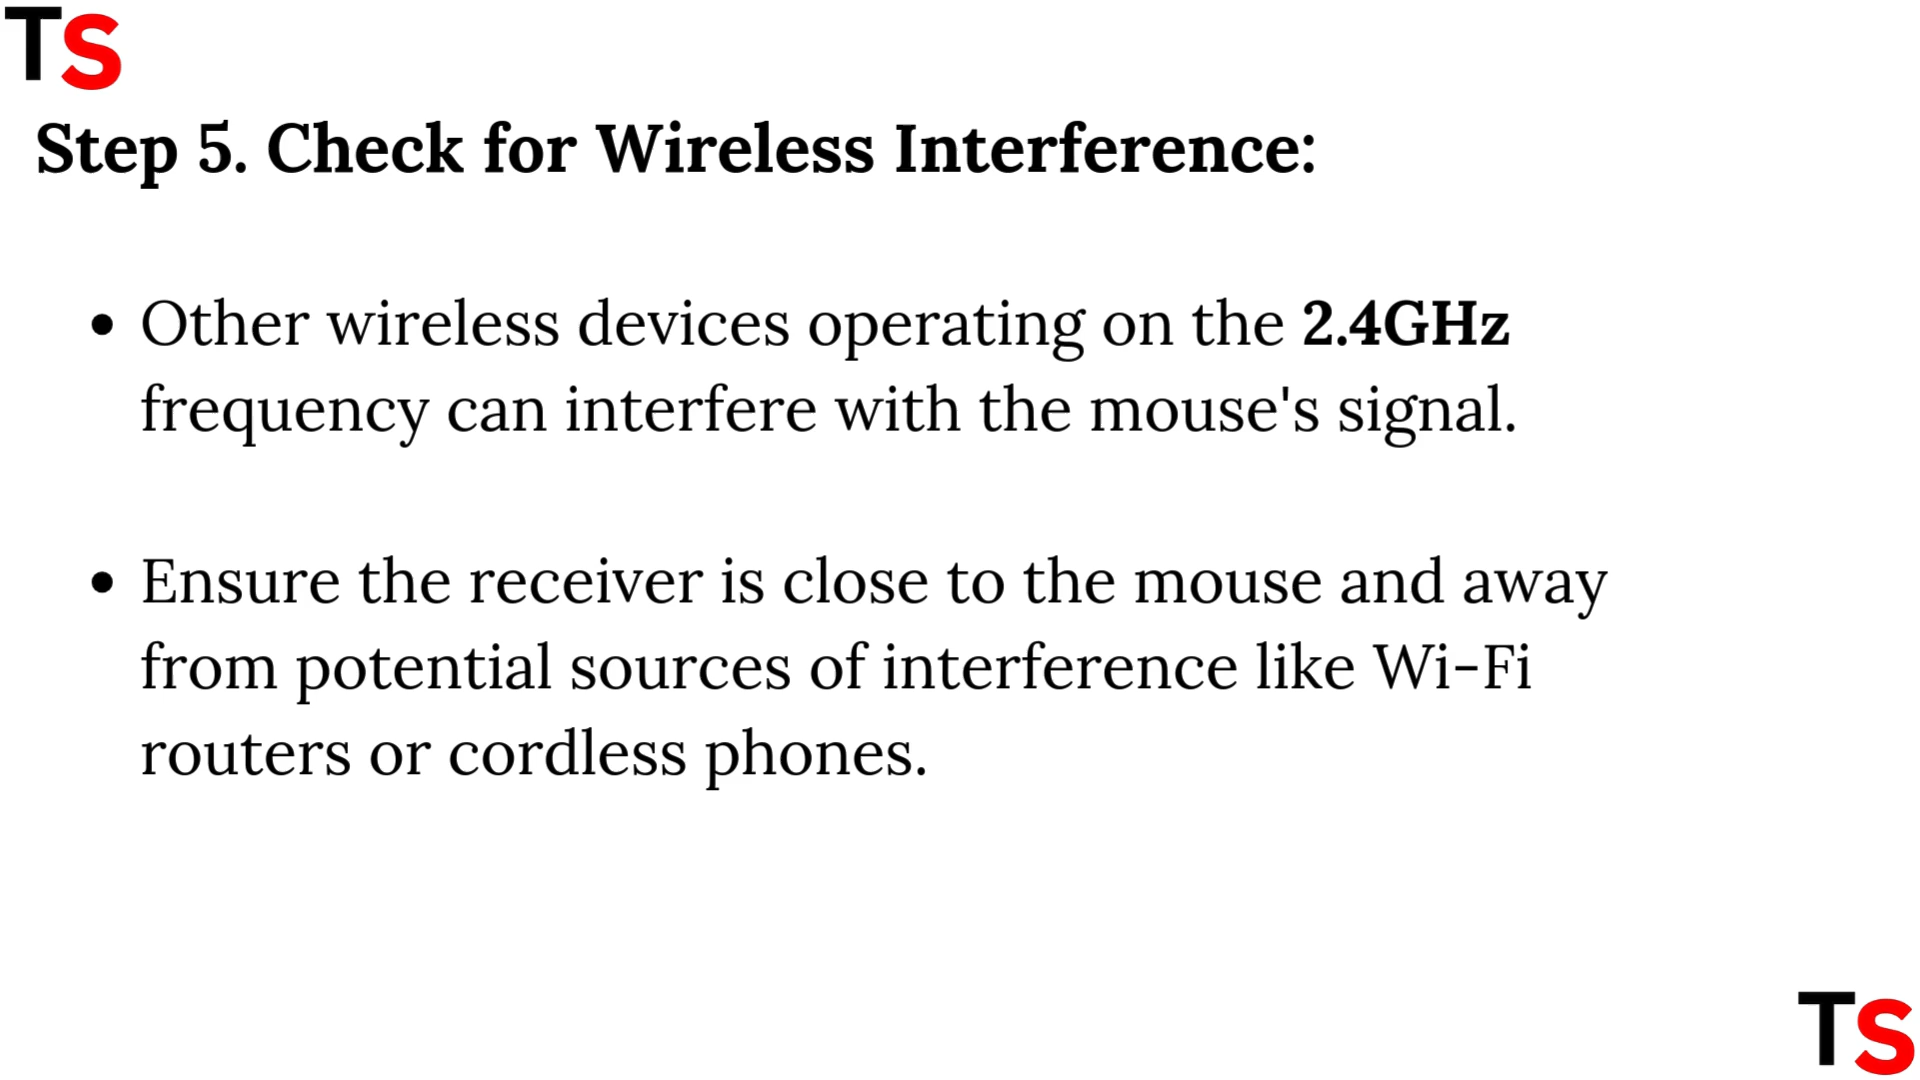 TS
Step 5. Check for Wireless Interference:
• Other wireless devices operating on the 2.4GHz
frequency can interfere with the mouse's signal.
• Ensure the receiver is close to the mouse and away
from potential sources of interference like Wi-Fi
routers or cordless phones.
TS